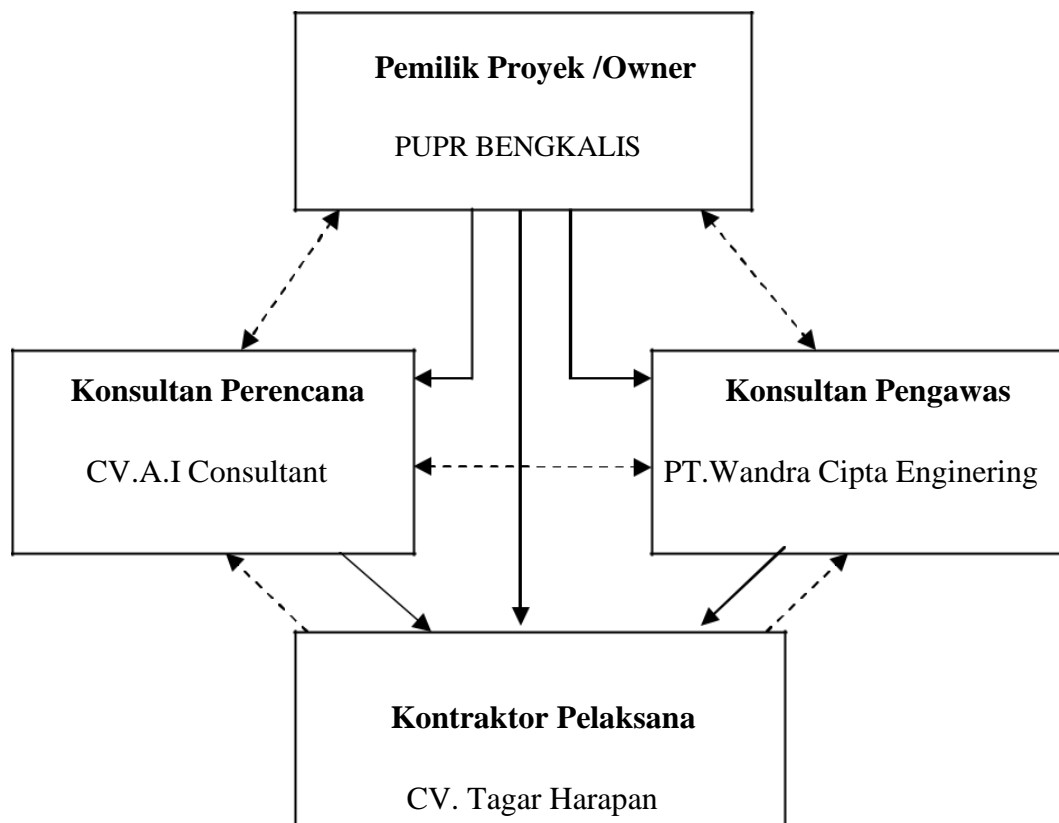 Pemilik Proyek /Owner
PUPR BENGKALIS
Konsultan Perencana
CV.A.I Consultant
Konsultan Pengawas
PT.Wandra Cipta Enginering
Kontraktor Pelaksana
CV. Tagar Harapan